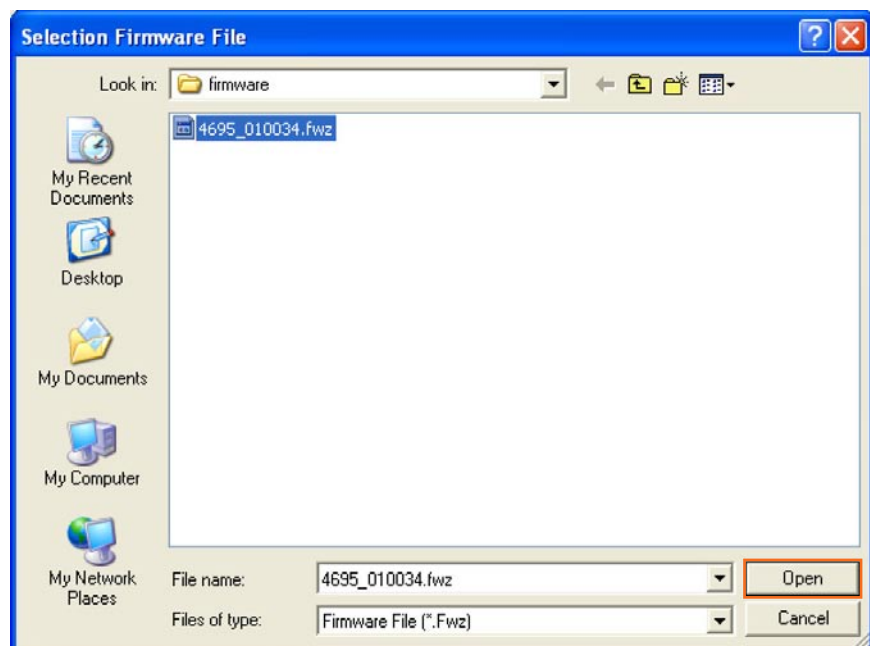 Selection Firmware File
Look in: firmware
4695_010034.fwz
My Recent
Documents
Desktop
My Documents
My Computer
My Network
Places
File name: 4695_010034.fwz Open
Files of type: Firmware File (*.Fwz) Cancel